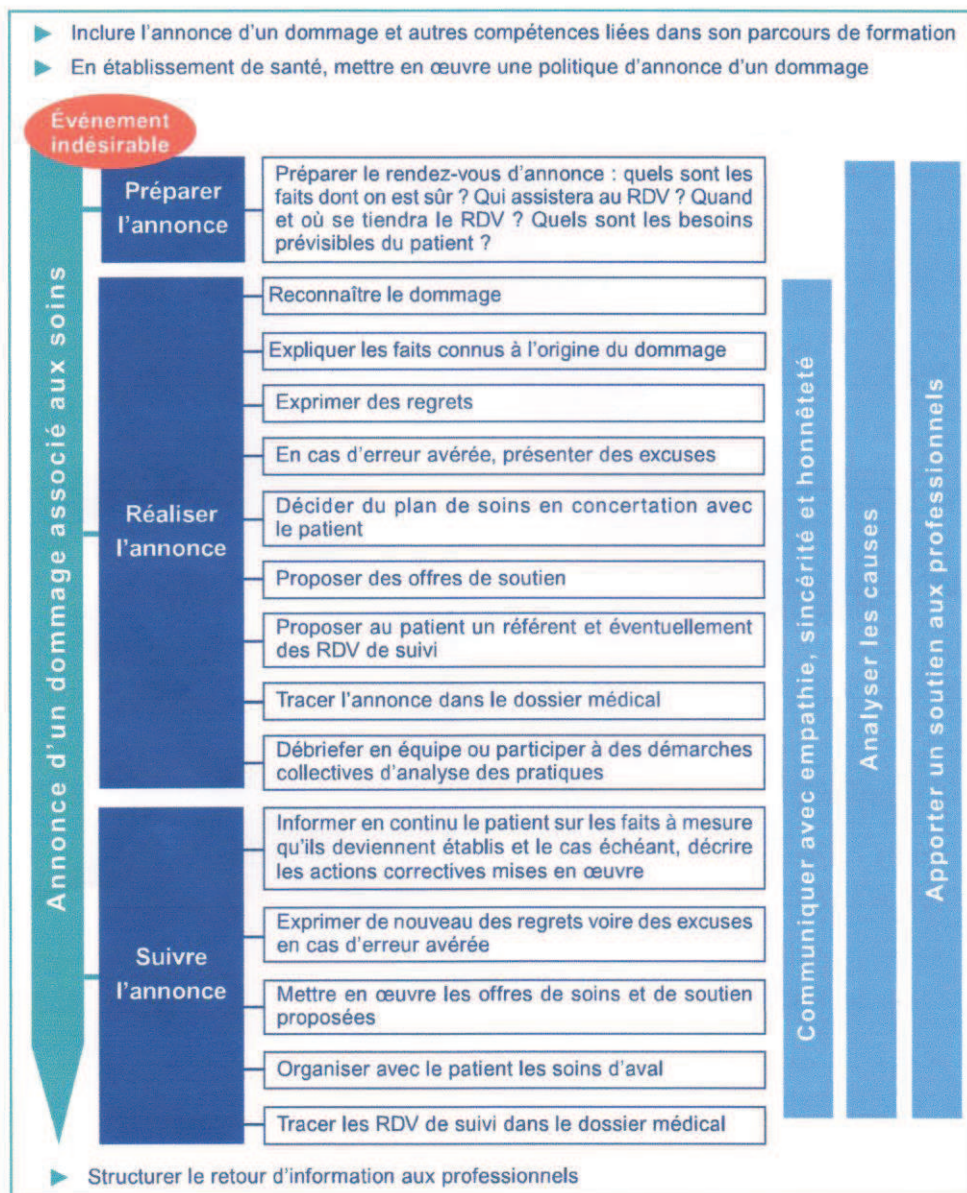 Inclure l'annonce d'un dommage et autres compétences liées dans son parcours de formation
En établissement de santé, mettre en œuvre une politique d'annonce d'un dommage
Événement
indésirable
Annonce d'un dommage associé aux soins
Préparer
l'annonce
Préparer le rendez-vous d'annonce : quels sont les
faits dont on est sûr ? Qui assistera au RDV ? Quand
et où se tiendra le RDV ? Quels sont les besoins
prévisibles du patient ?
Réaliser
l'annonce
Reconnaître le dommage
Expliquer les faits connus à l'origine du dommage
Exprimer des regrets
En cas d'erreur avérée, présenter des excuses
Décider du plan de soins en concertation avec
le patient
Proposer des offres de soutien
Proposer au patient un référent et éventuellement
des RDV de suivi
Tracer l'annonce dans le dossier médical
Débriefer en équipe ou participer à des démarches
collectives d'analyse des pratiques
Suivre
l'annonce
Informer en continu le patient sur les faits à mesure
qu'ils deviennent établis et le cas échéant, décrire
les actions correctives mises en œuvre
Exprimer de nouveau des regrets voire des excuses
en cas d'erreur avérée
Mettre en œuvre les offres de soins et de soutien
proposées
Organiser avec le patient les soins d'aval
Tracer les RDV de suivi dans le dossier médical
Communiquer avec empathie, sincérité et honnêteté
Analyser les causes
Apporter un soutien aux professionnels
Structurer le retour d'information aux professionnels